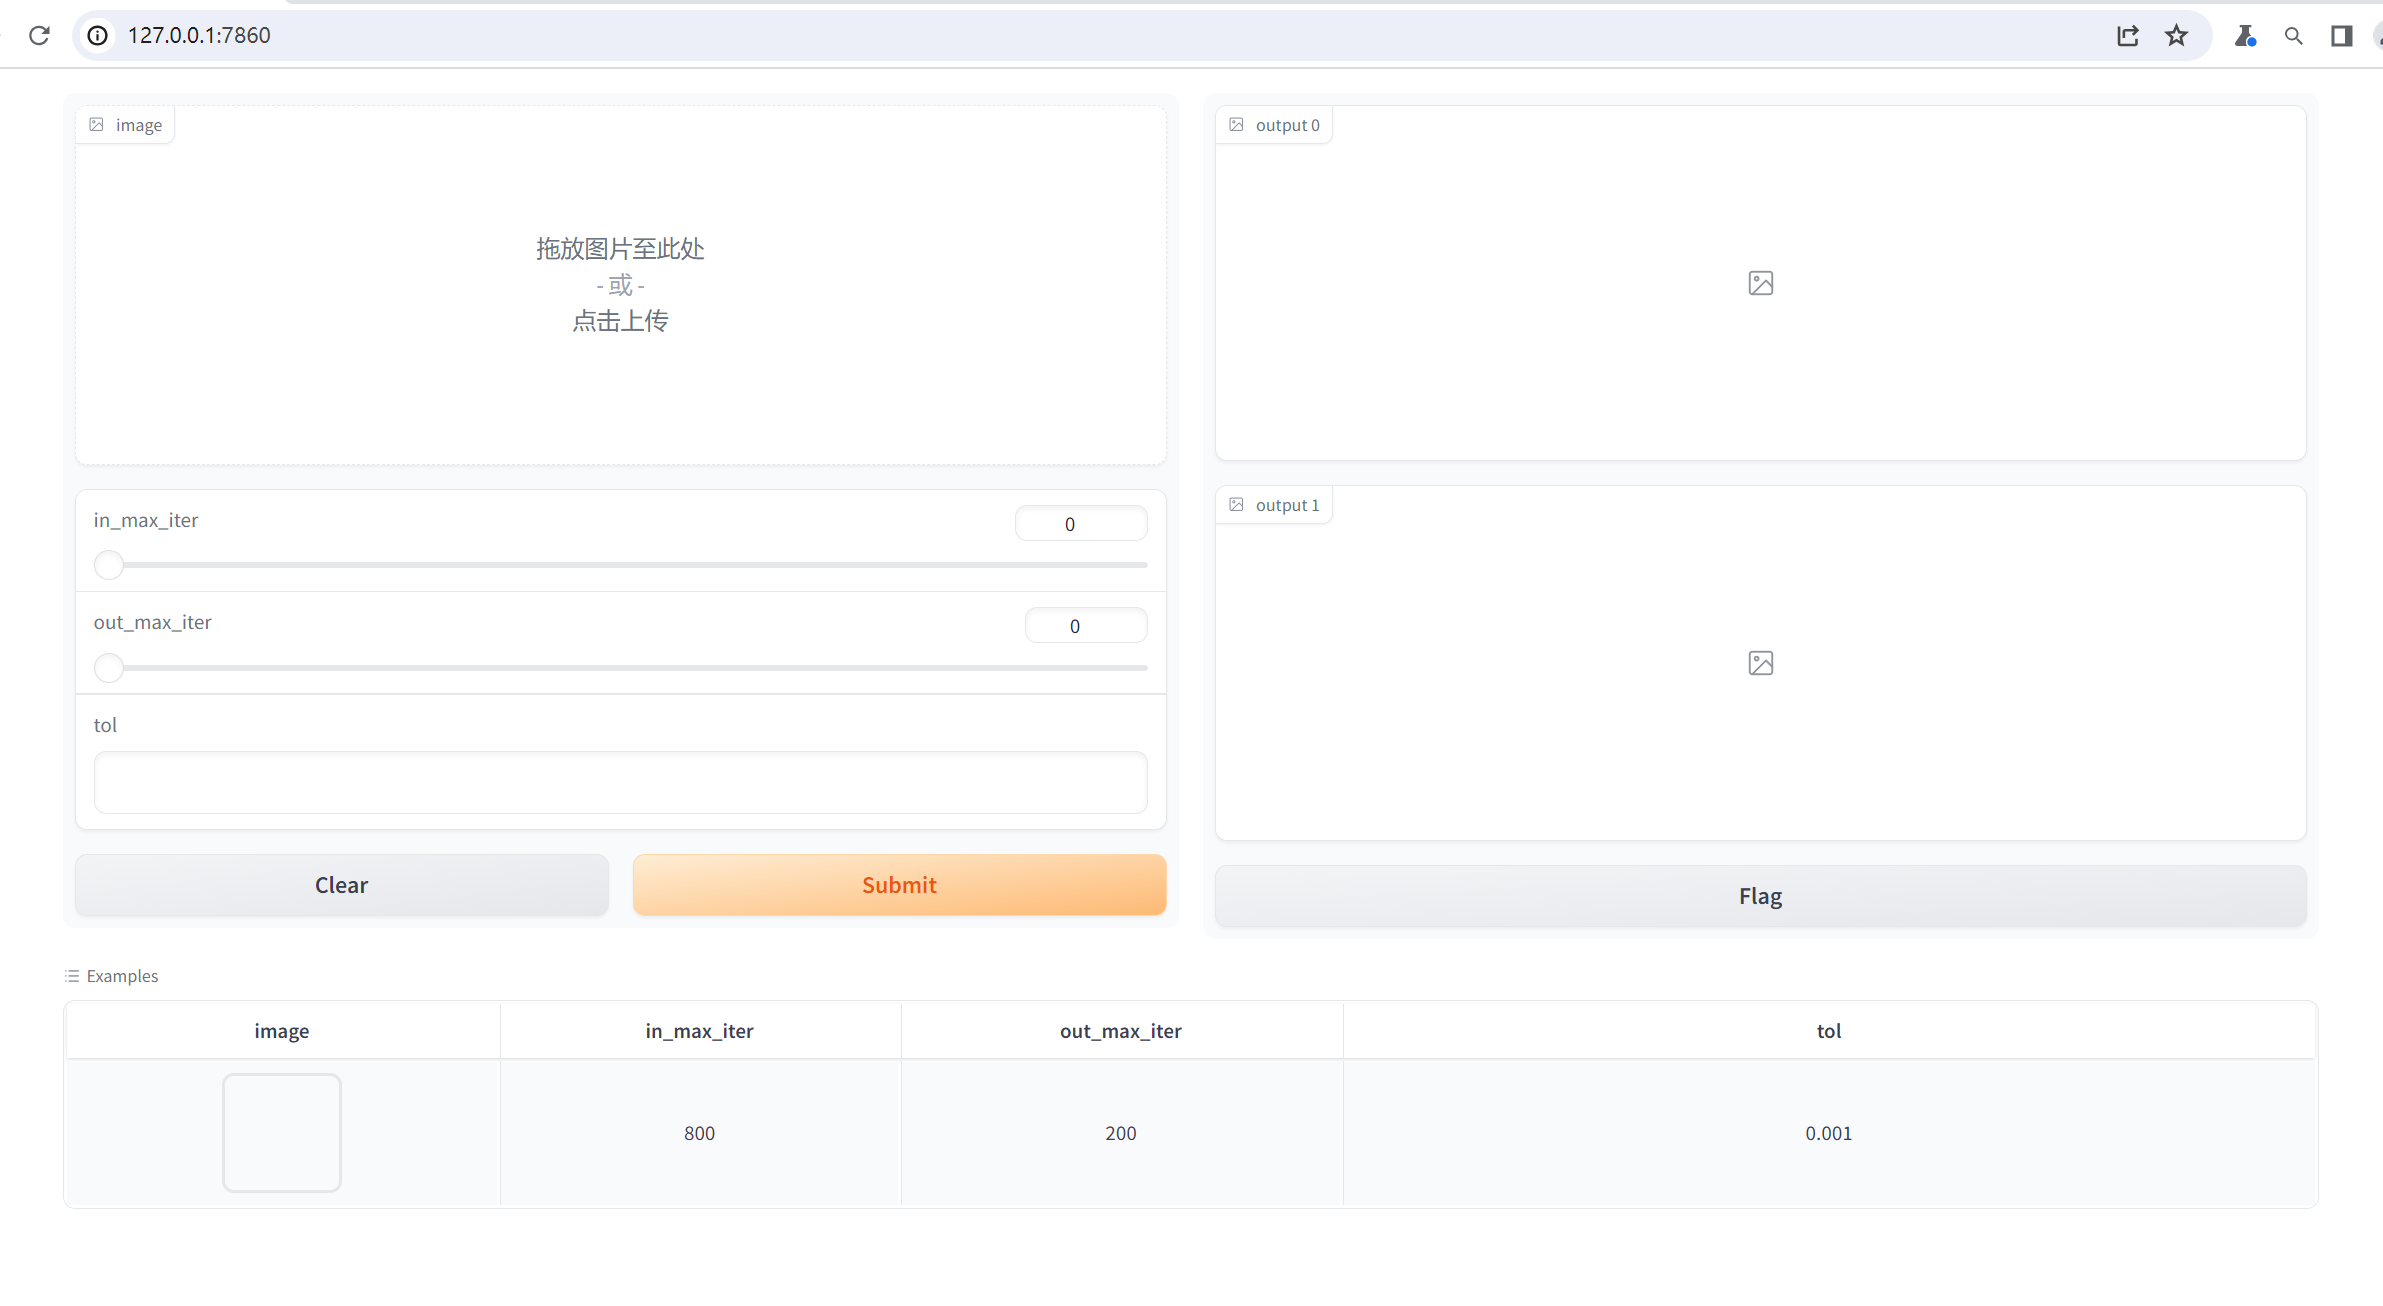 127.0.0.1:7860
image
拖放图片至此处
- 或 -
点击上传
in_max_iter
0
out_max_iter
0
tol
Clear
Submit
output 0
output 1
Flag
Examples
image in_max_iter out_max_iter tol
800 200 0.001